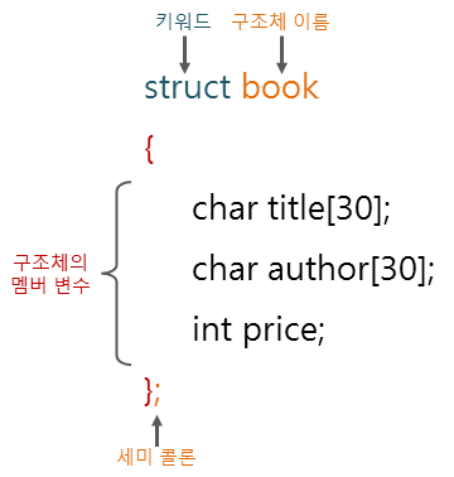 키워드 구조체 이름
struct book
{
char title[30];
char author[30];
구조체의
멤버 변수
int price;
};
세미 콜론